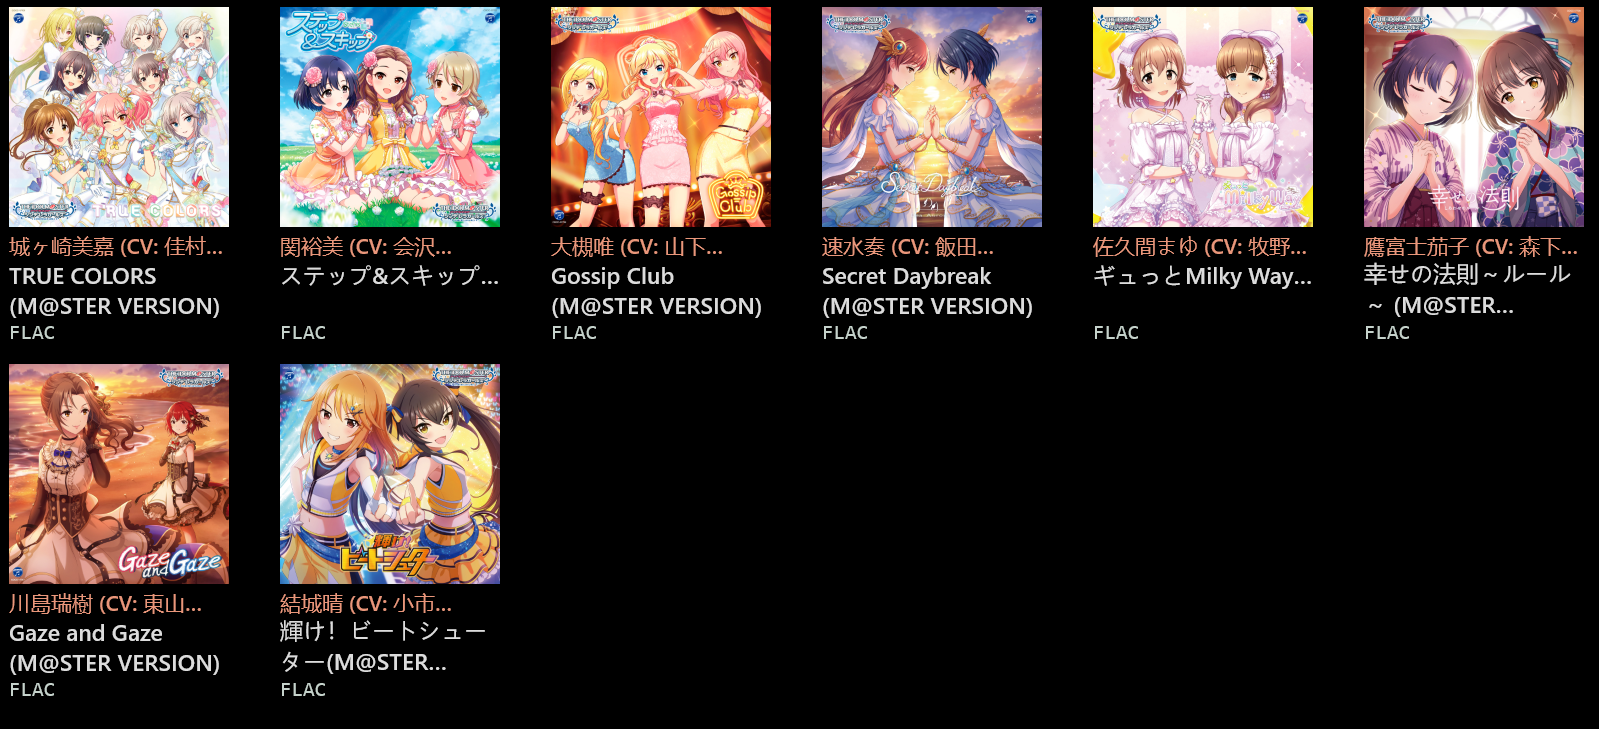 TRUE COLORS
城ヶ崎美嘉 (CV: 佳村...
TRUE COLORS
(M@STER VERSION)
FLAC
ステップ
&スキップ
関裕美 (CV: 会沢...
ステップ&スキップ...
FLAC
Gossip
Club
大槻唯 (CV: 山下...
Gossip Club
(M@STER VERSION)
FLAC
Secret Daybreak
速水奏 (CV: 飯田...
Secret Daybreak
(M@STER VERSION)
FLAC
Milky Way
佐久間まゆ (CV: 牧野...
ギュっとMilky Way...
FLAC
幸せの法則
鷹富士茄子 (CV: 森下...
幸せの法則～ルール
～ (M@STER...
FLAC
Gaze
and Gaze
川島瑞樹 (CV: 東山...
Gaze and Gaze
(M@STER VERSION)
FLAC
輝け!
ビートシューター
結城晴 (CV: 小市...
輝け！ビートシュー
ター(M@STER...
FLAC